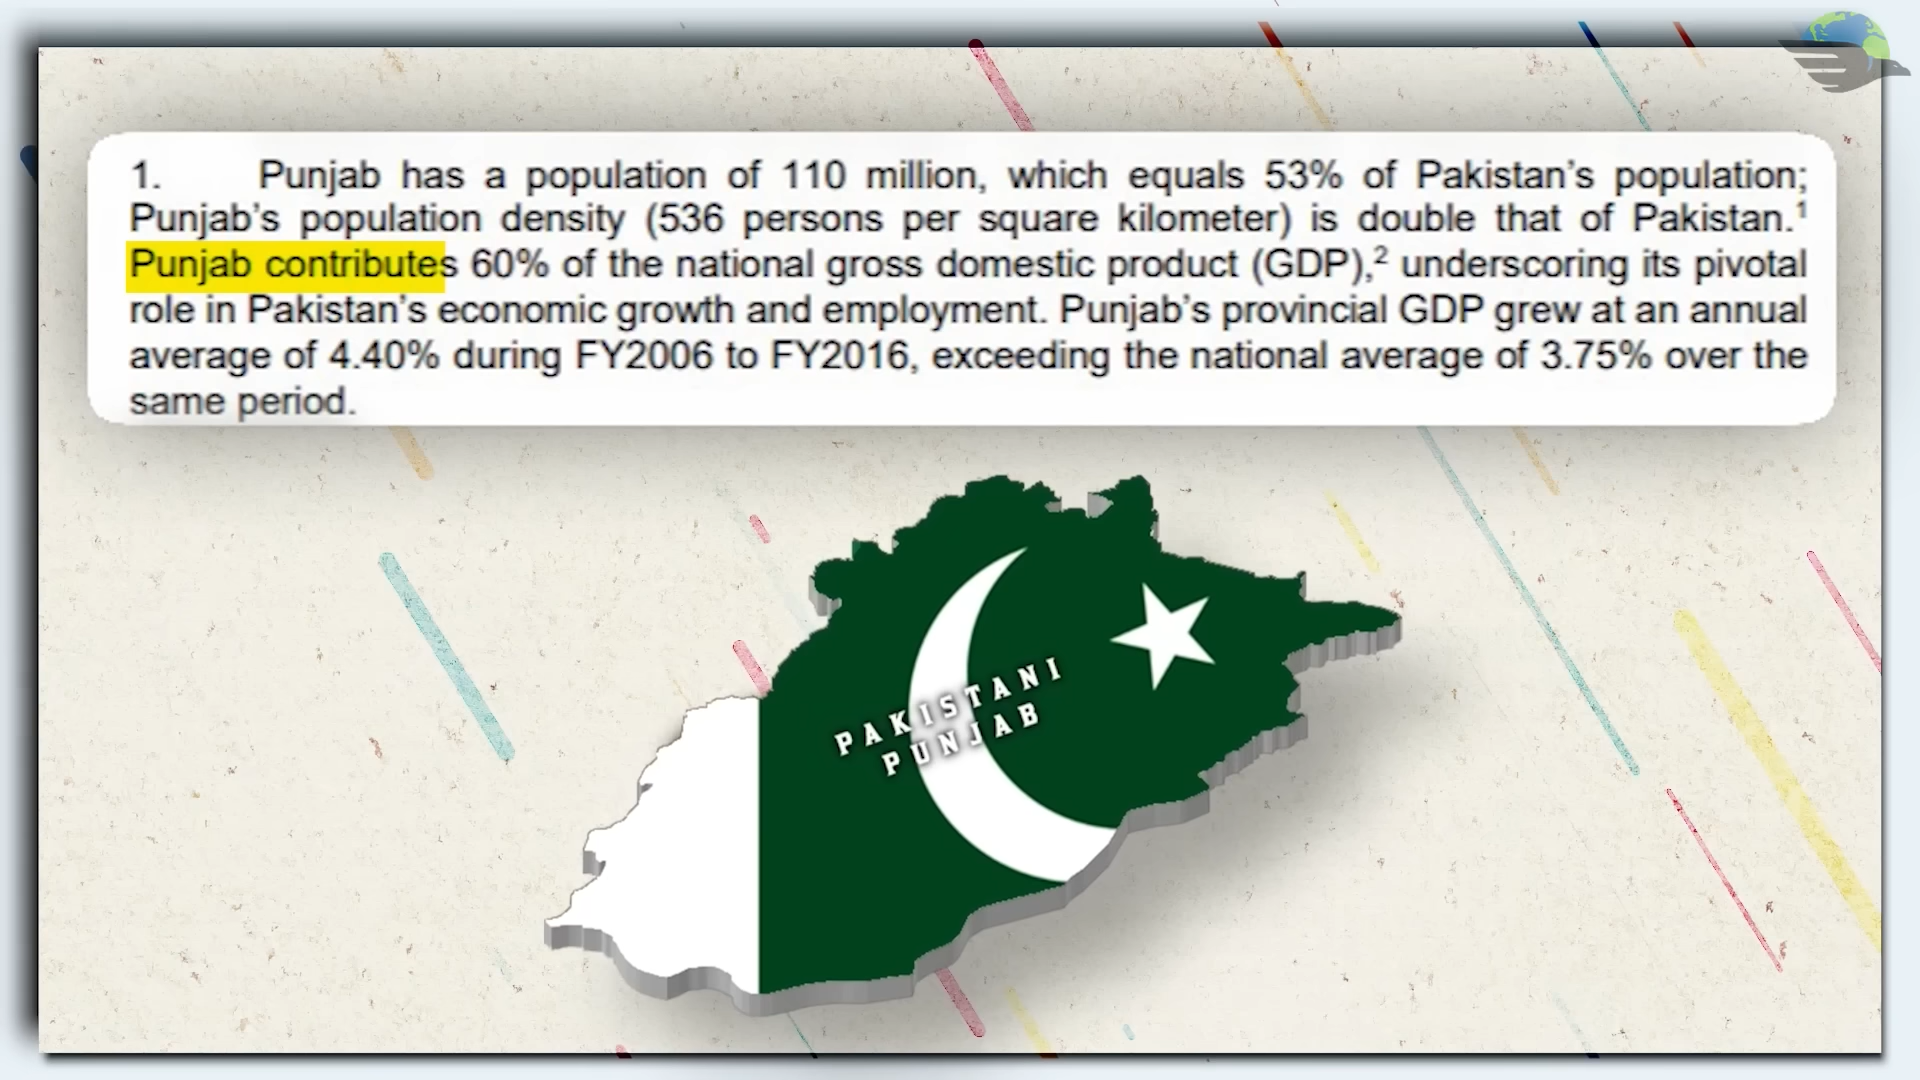 1. Punjab has a population of 110 million, which equals 53% of Pakistan’s population;
Punjab’s population density (536 persons per square kilometer) is double that of Pakistan.¹
Punjab contributes 60% of the national gross domestic product (GDP),² underscoring its pivotal
role in Pakistan’s economic growth and employment. Punjab’s provincial GDP grew at an annual
average of 4.40% during FY2006 to FY2016, exceeding the national average of 3.75% over the
same period.
PAKISTANI
PUNJAB